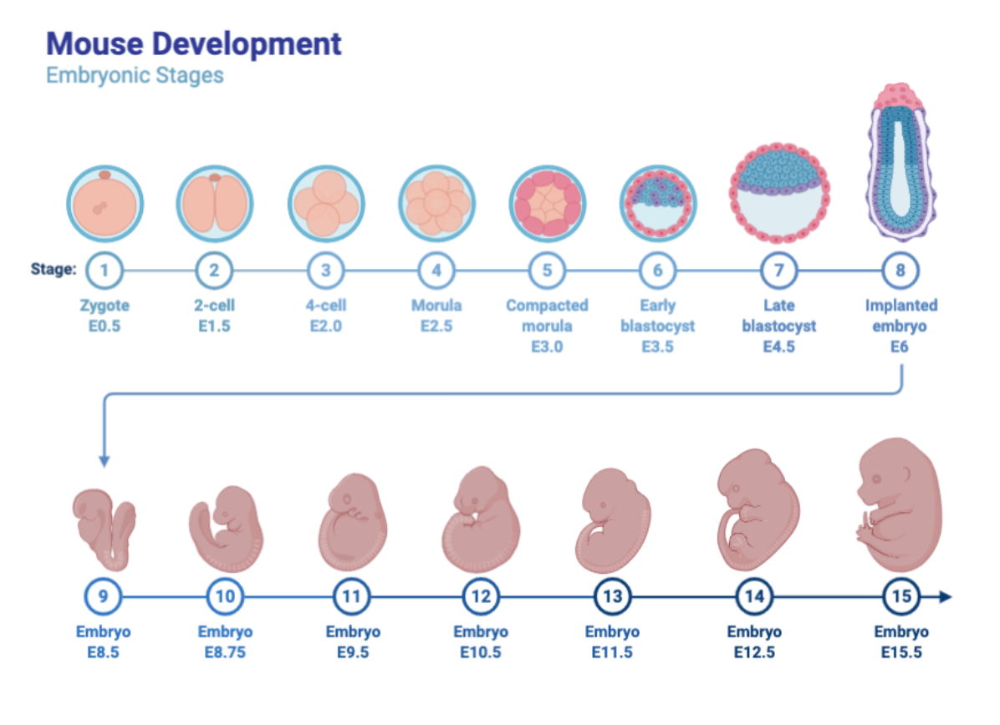 Mouse Development
Embryonic Stages
Stage: 1 2 3 4 5 6 7 8
Zygote
E0.5
2-cell
E1.5
4-cell
E2.0
Morula
E2.5
Compacted
morula
E3.0
Early
blastocyst
E3.5
Late
blastocyst
E4.5
Implanted
embryo
E6
9 10 11 12 13 14 15
Embryo
E8.5
Embryo
E8.75
Embryo
E9.5
Embryo
E10.5
Embryo
E11.5
Embryo
E12.5
Embryo
E15.5